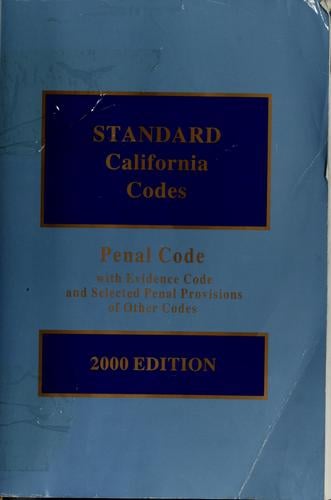 STANDARD
California
Codes
Penal Code
with Evidence Code
and Selected Penal Provisions
of Other Codes
2000 EDITION